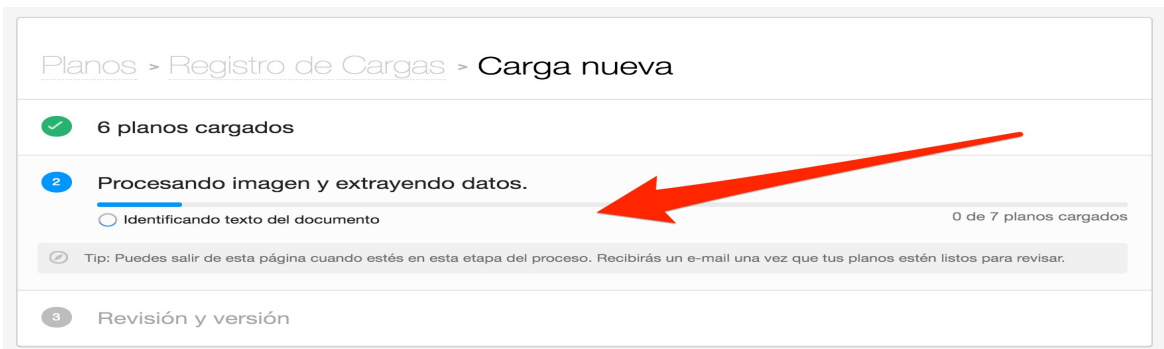 Planos > Registro de Cargas > Carga nueva
6 planos cargados
2 Procesando imagen y extrayendo datos.
Identificando texto del documento 0 de 7 planos cargados
Tip: Puedes salir de esta página cuando estés en esta etapa del proceso. Recibirás un e-mail una vez que tus planos estén listos para revisar.
3 Revisión y versión